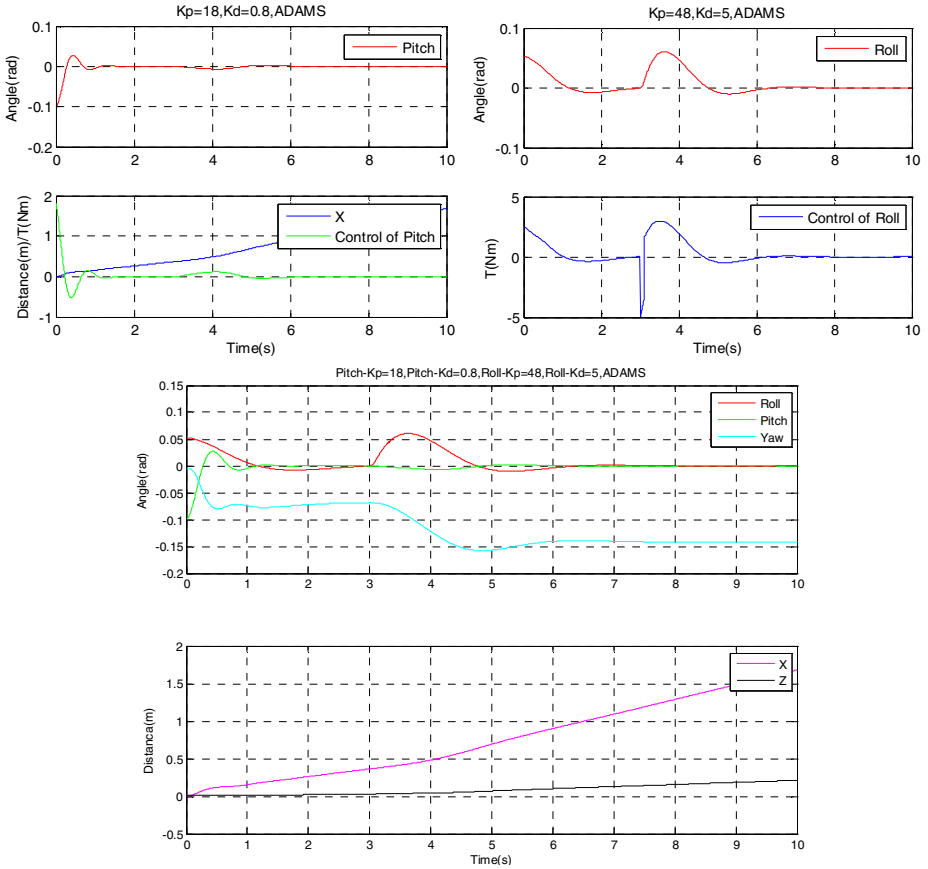 Kp=18,Kd=0.8,ADAMS
0.1
0
-0.1
-0.2
Angle(rad)
Pitch
0 2 4 6 8 10
2
1
0
-1
Distance(m)/T(Nm)
X
Control of Pitch
0 2 4 6 8 10
Time(s)
Kp=48,Kd=5,ADAMS
0.1
0
-0.1
Angle(rad)
Roll
0 2 4 6 8 10
5
0
-5
T(Nm)
Control of Roll
0 2 4 6 8 10
Time(s)
Pitch-Kp=18,Pitch-Kd=0.8,Roll-Kp=48,Roll-Kd=5,ADAMS
0.15
0.1
0.05
0
-0.05
-0.1
-0.15
-0.2
Angle(rad)
Roll
Pitch
Yaw
0 1 2 3 4 5 6 7 8 9 10
2
1.5
1
0.5
0
-0.5
Distanca(m)
X
Z
0 1 2 3 4 5 6 7 8 9 10
Time(s)